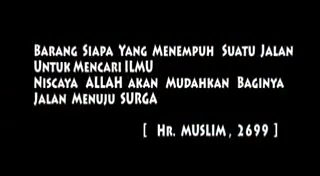 Barang Siapa Yang Menempuh Suatu Jalan
Untuk Mencari ILMU
Niscaya ALLAH akan Mudahkan Baginya
Jalan Menuju SURGA
[ Hr. MUSLIM, 2699 ]